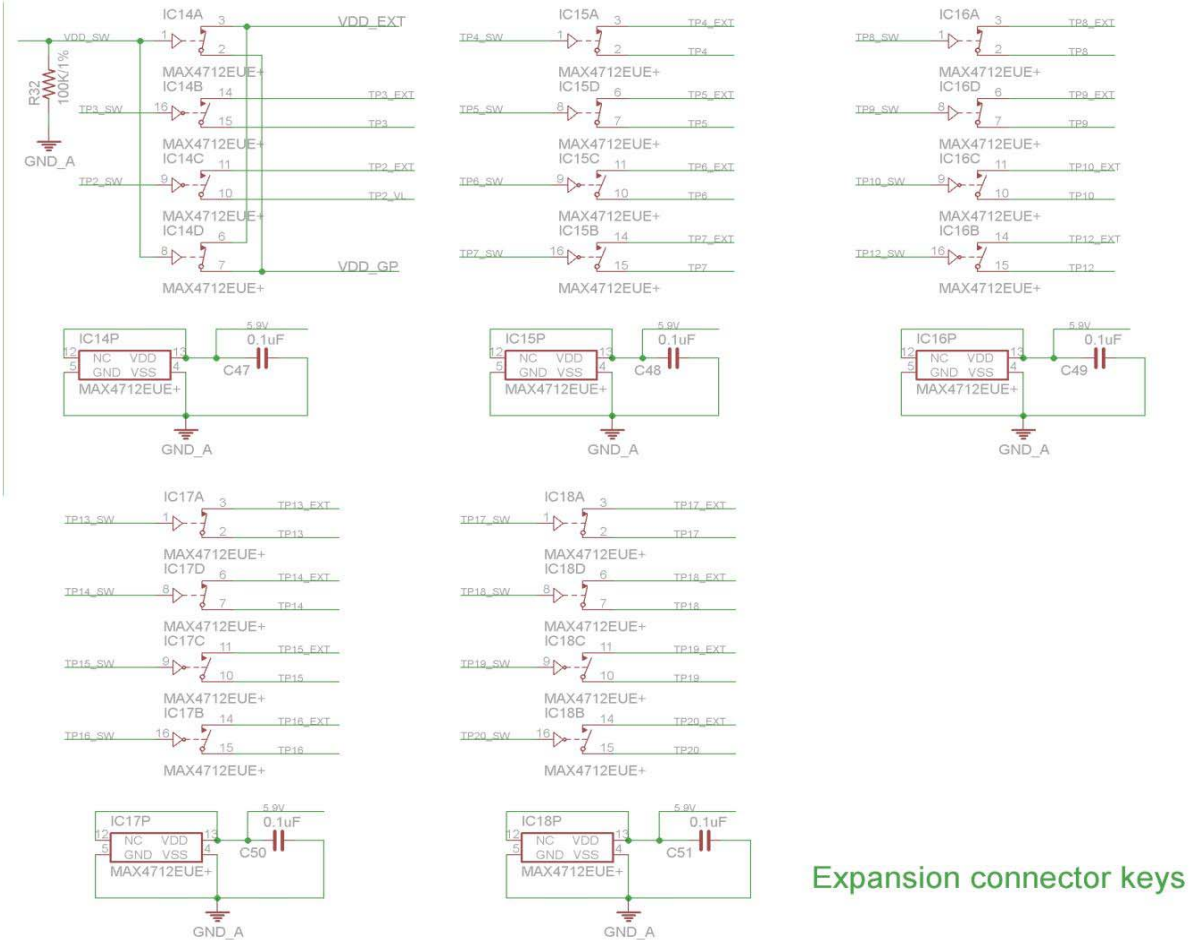 IC14A
VDD_SW 1 3 VDD_EXT
2
MAX4712EUE+
R32
100K/1%
GND_A
IC14B
TP3_SW 16 14 TP3_EXT
15 TP3
MAX4712EUE+
IC14C
TP2_SW 9 11 TP2_EXT
10 TP2_VL
MAX4712EUE+
IC14D
8 6
7 VDD_GP
MAX4712EUE+
IC15A
TP4_SW 1 3 TP4_EXT
2 TP4
MAX4712EUE+
IC15D
TP5_SW 8 6 TP5_EXT
7 TP5
MAX4712EUE+
IC15C
TP6_SW 9 11 TP6_EXT
10 TP6
MAX4712EUE+
IC15B
TP7_SW 16 14 TP7_EXT
15 TP7
MAX4712EUE+
IC16A
TP8_SW 1 3 TP8_EXT
2 TP8
MAX4712EUE+
IC16D
TP9_SW 8 6 TP9_EXT
7 TP9
MAX4712EUE+
IC16C
TP10_SW 9 11 TP10_EXT
10 TP10
MAX4712EUE+
IC16B
TP12_SW 16 14 TP12_EXT
15 TP12
MAX4712EUE+
IC14P 5.9V
0.1uF
12 NC VDD 13
5 GND VSS 4 C47
MAX4712EUE+
GND_A
IC15P 5.9V
0.1uF
12 NC VDD 13
5 GND VSS 4 C48
MAX4712EUE+
GND_A
IC16P 5.9V
0.1uF
12 NC VDD 13
5 GND VSS 4 C49
MAX4712EUE+
GND_A
IC17A
TP13_SW 1 3 TP13_EXT
2 TP13
MAX4712EUE+
IC17D
TP14_SW 8 6 TP14_EXT
7 TP14
MAX4712EUE+
IC17C
TP15_SW 9 11 TP15_EXT
10 TP15
MAX4712EUE+
IC17B
TP16_SW 16 14 TP16_EXT
15 TP16
MAX4712EUE+
IC18A
TP17_SW 1 3 TP17_EXT
2 TP17
MAX4712EUE+
IC18D
TP18_SW 8 6 TP18_EXT
7 TP18
MAX4712EUE+
IC18C
TP19_SW 9 11 TP19_EXT
10 TP19
MAX4712EUE+
IC18B
TP20_SW 16 14 TP20_EXT
15 TP20
MAX4712EUE+
IC17P 5.9V
0.1uF
12 NC VDD 13
5 GND VSS 4 C50
MAX4712EUE+
GND_A
IC18P 5.9V
0.1uF
12 NC VDD 13
5 GND VSS 4 C51
MAX4712EUE+
GND_A
Expansion connector keys